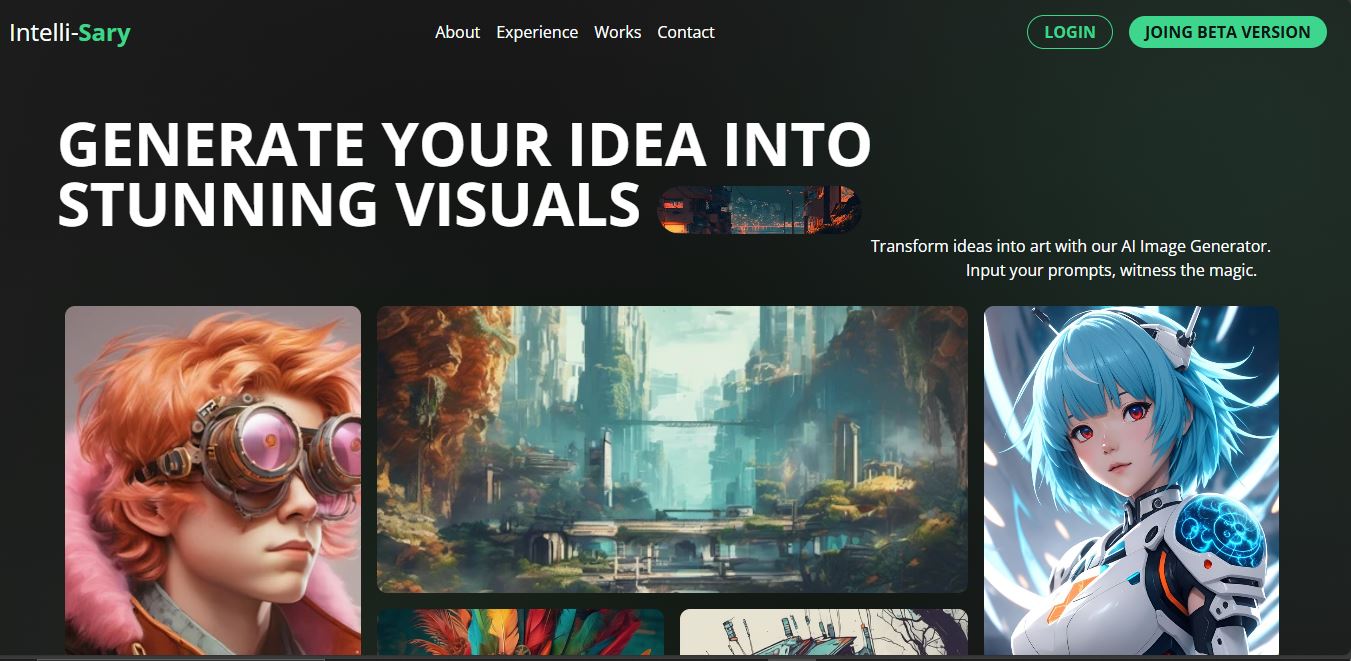 Intelli-Sary
About Experience Works Contact
LOGIN
JOING BETA VERSION
GENERATE YOUR IDEA INTO
STUNNING VISUALS
Transform ideas into art with our AI Image Generator.
Input your prompts, witness the magic.